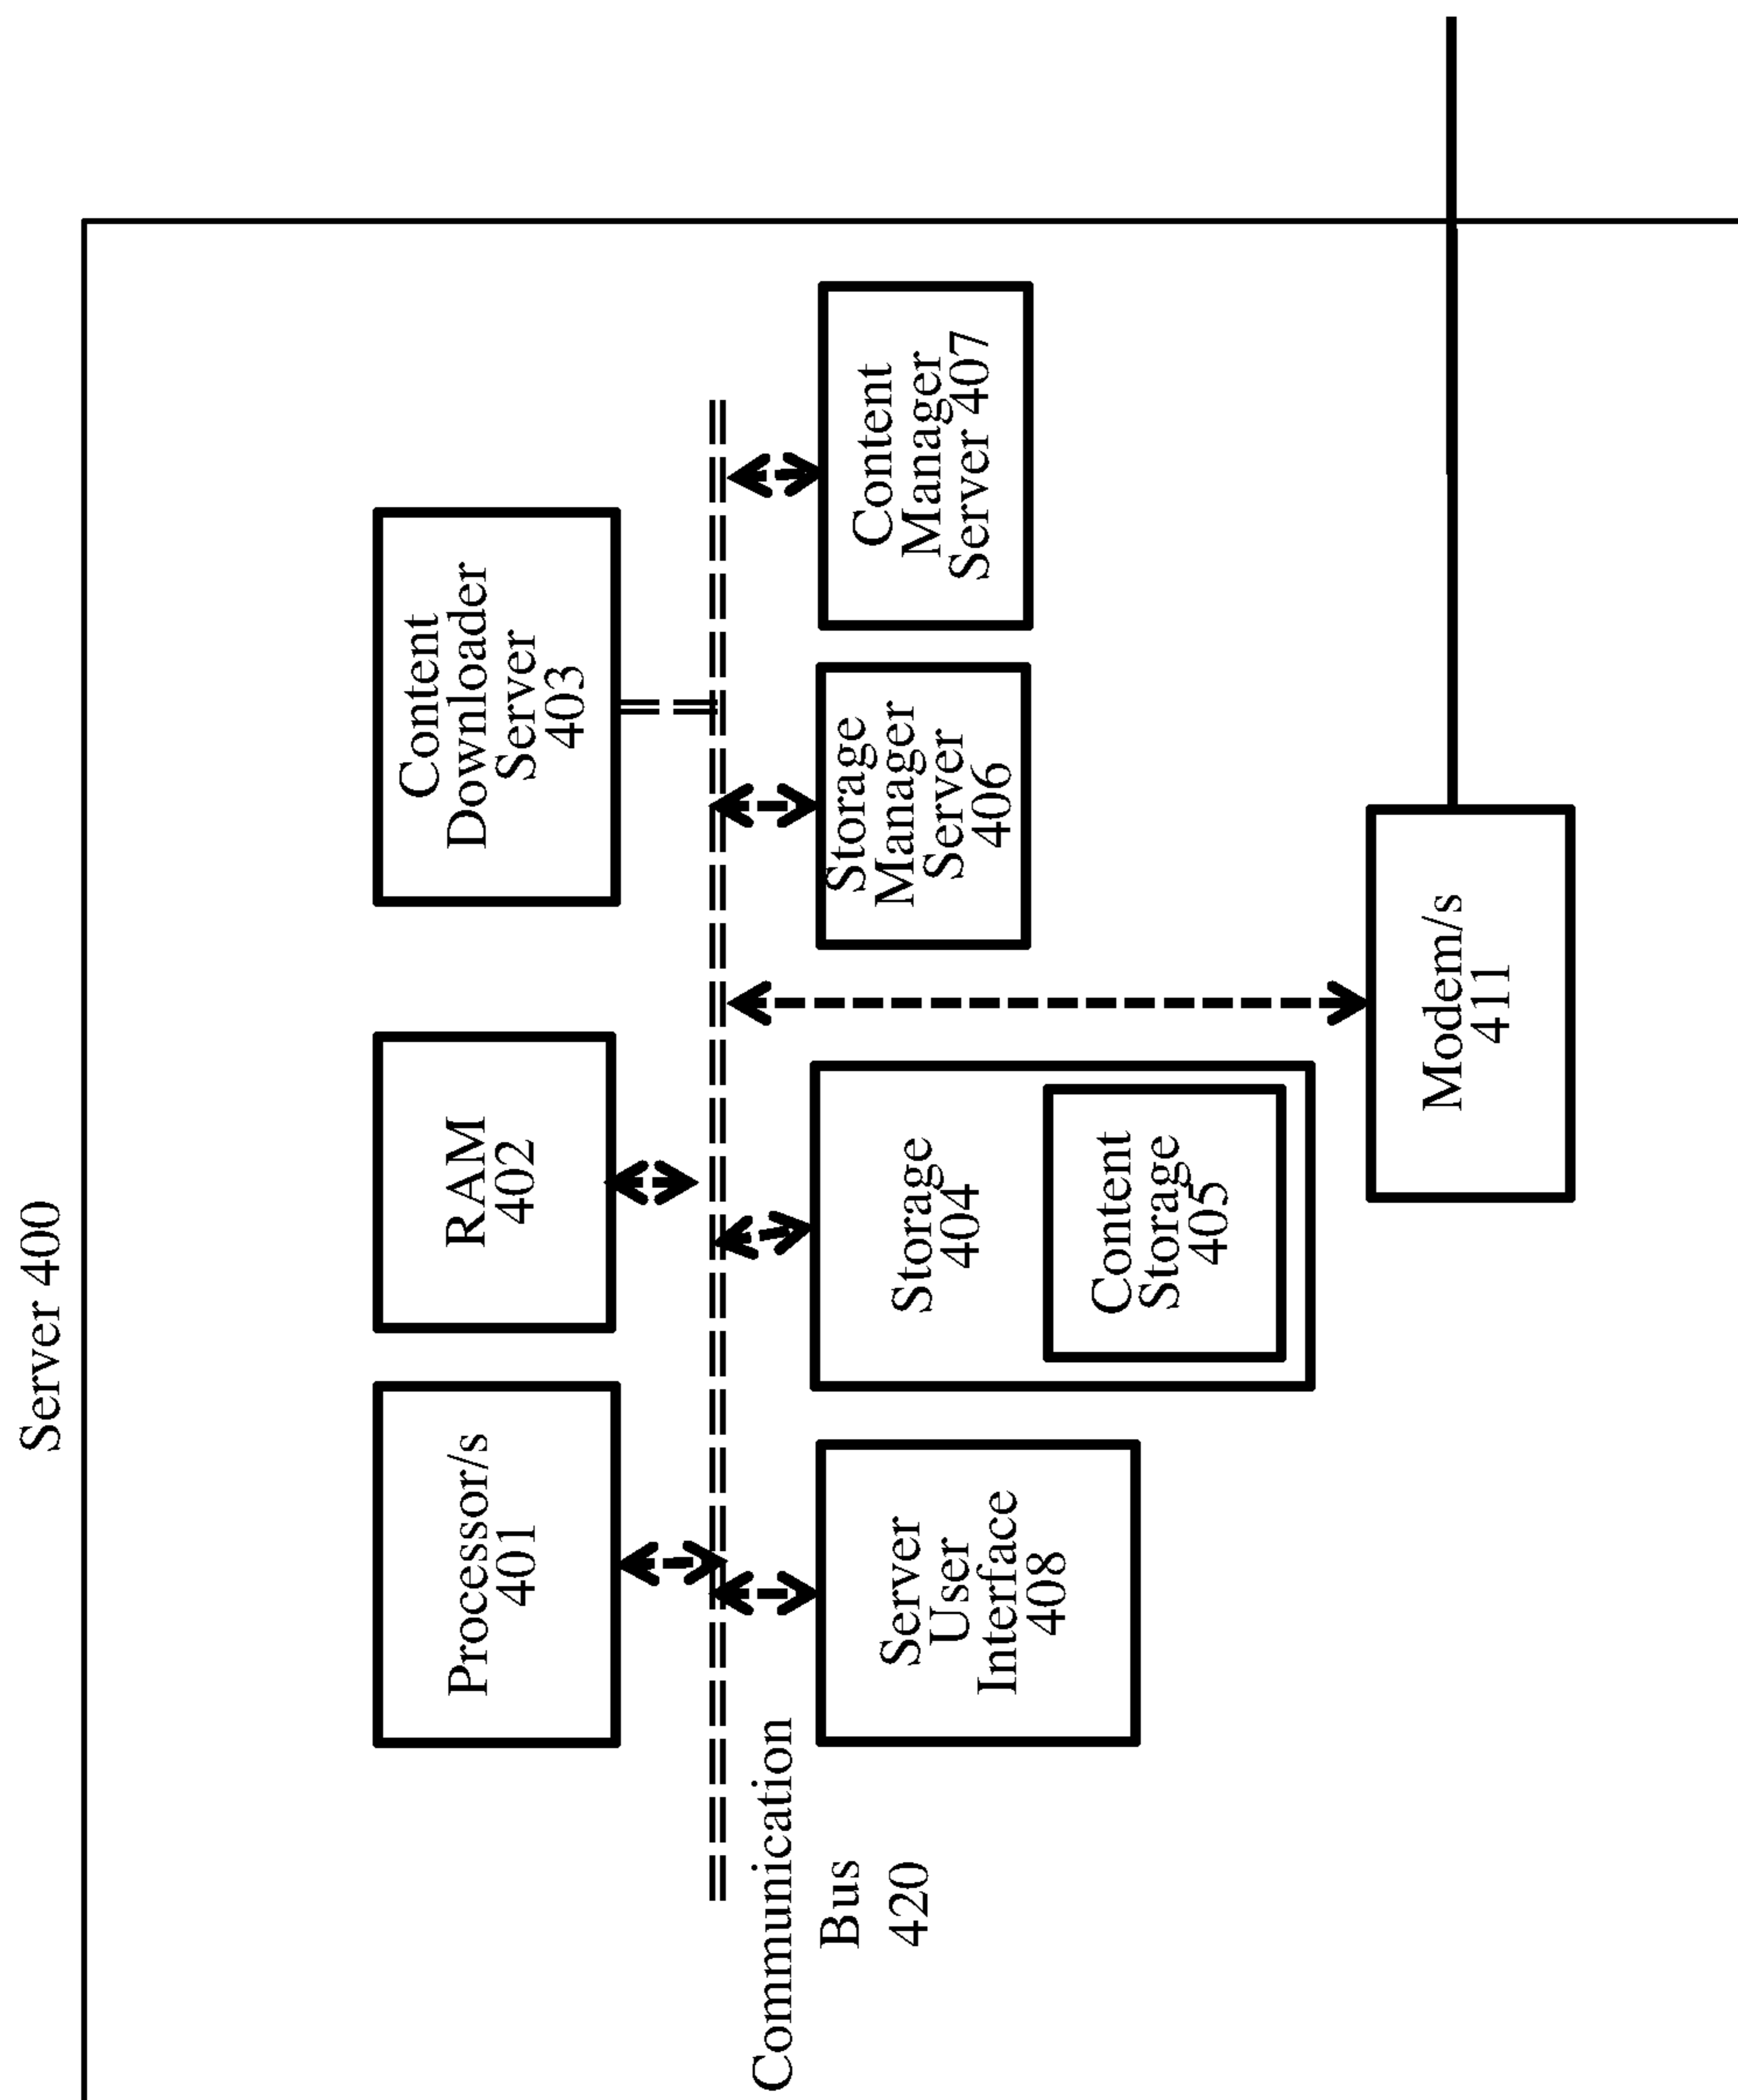 Server 400
Processor/s
401
RAM
402
Content
Downloader
Server
403
Communication
Bus
420
Server
User
Interface
408
Storage
404
Content
Storage
405
Storage
Manager
Server
406
Content
Manager
Server 407
Modem/s
411